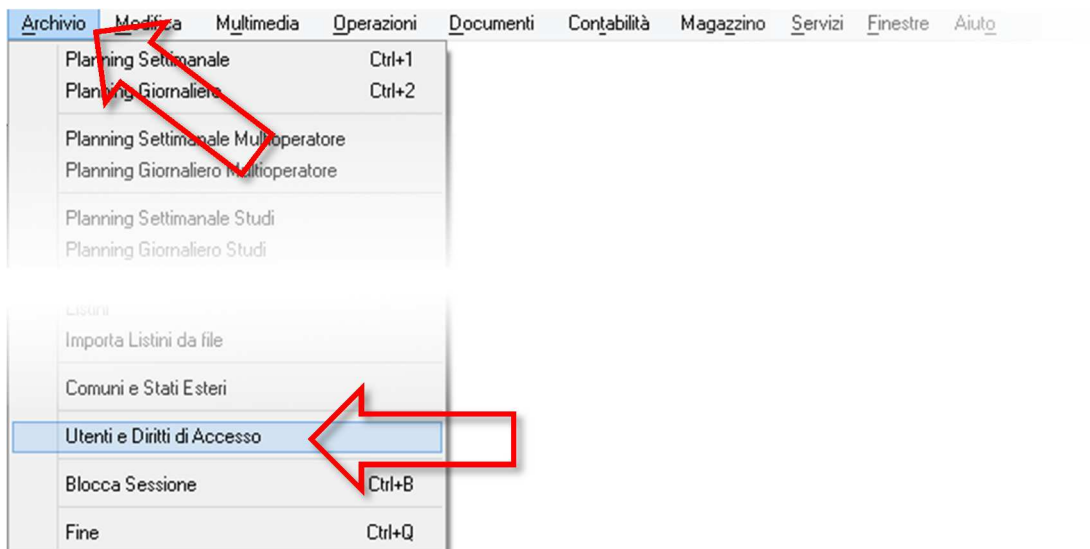 Archivio Modifica Multimedia Operazioni Documenti Contabilità Magazzino Servizi Finestre Aiuto
Planning Settimanale Ctrl+1
Planning Giornaliero Ctrl+2
Planning Settimanale Multioperatore
Planning Giornaliero Multioperatore
Planning Settimanale Studi
Planning Giornaliero Studi
Listini
Importa Listini da file
Comuni e Stati Esteri
Utenti e Diritti di Accesso
Blocca Sessione Ctrl+B
Fine Ctrl+Q